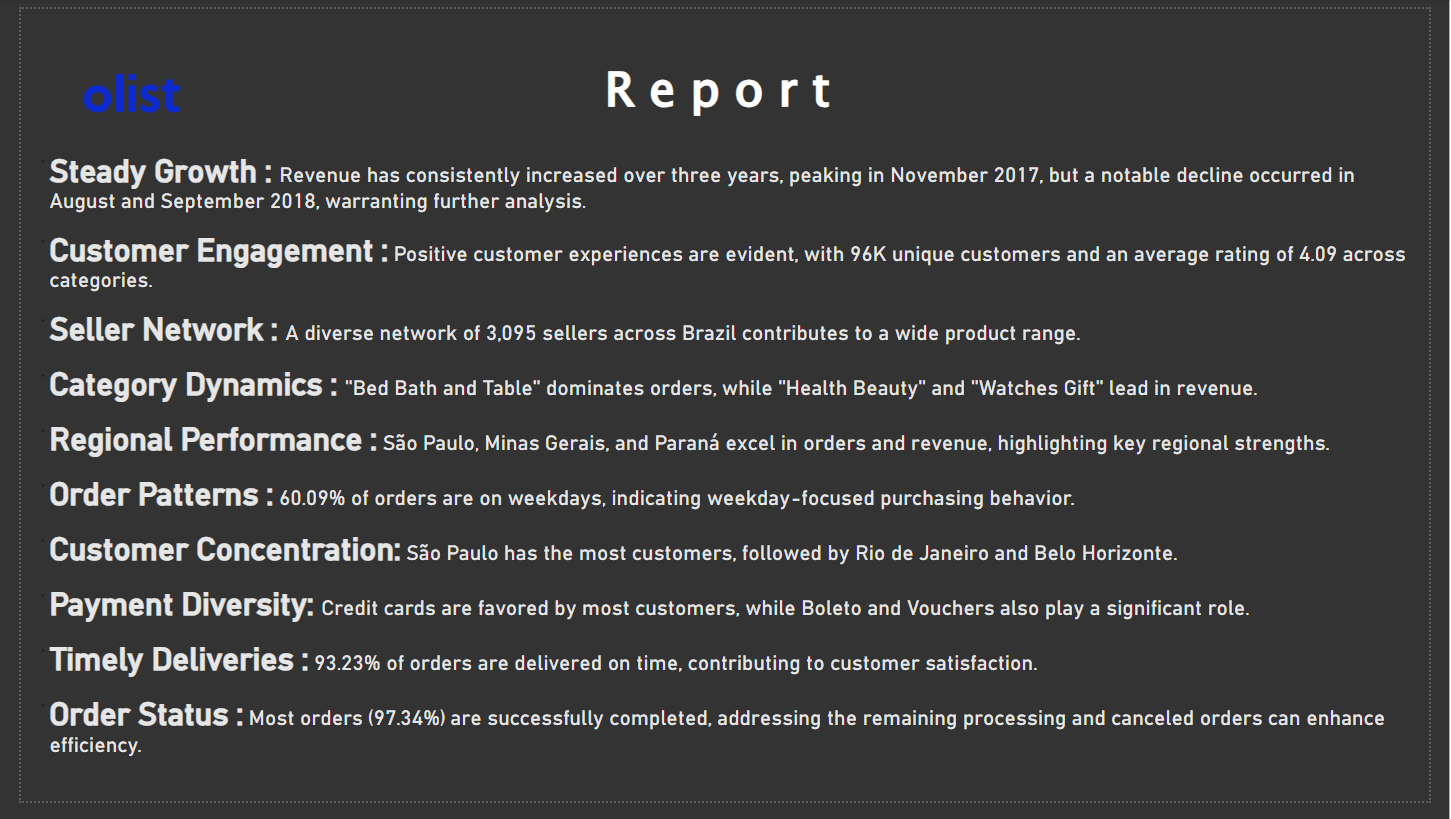 olist
Report
Steady Growth : Revenue has consistently increased over three years, peaking in November 2017, but a notable decline occurred in
August and September 2018, warranting further analysis.
Customer Engagement : Positive customer experiences are evident, with 96K unique customers and an average rating of 4.09 across
categories.
Seller Network : A diverse network of 3,095 sellers across Brazil contributes to a wide product range.
Category Dynamics : "Bed Bath and Table" dominates orders, while "Health Beauty" and "Watches Gift" lead in revenue.
Regional Performance : São Paulo, Minas Gerais, and Paraná excel in orders and revenue, highlighting key regional strengths.
Order Patterns : 60.09% of orders are on weekdays, indicating weekday-focused purchasing behavior.
Customer Concentration: São Paulo has the most customers, followed by Rio de Janeiro and Belo Horizonte.
Payment Diversity: Credit cards are favored by most customers, while Boleto and Vouchers also play a significant role.
Timely Deliveries : 93.23% of orders are delivered on time, contributing to customer satisfaction.
Order Status : Most orders (97.34%) are successfully completed, addressing the remaining processing and canceled orders can enhance
efficiency.